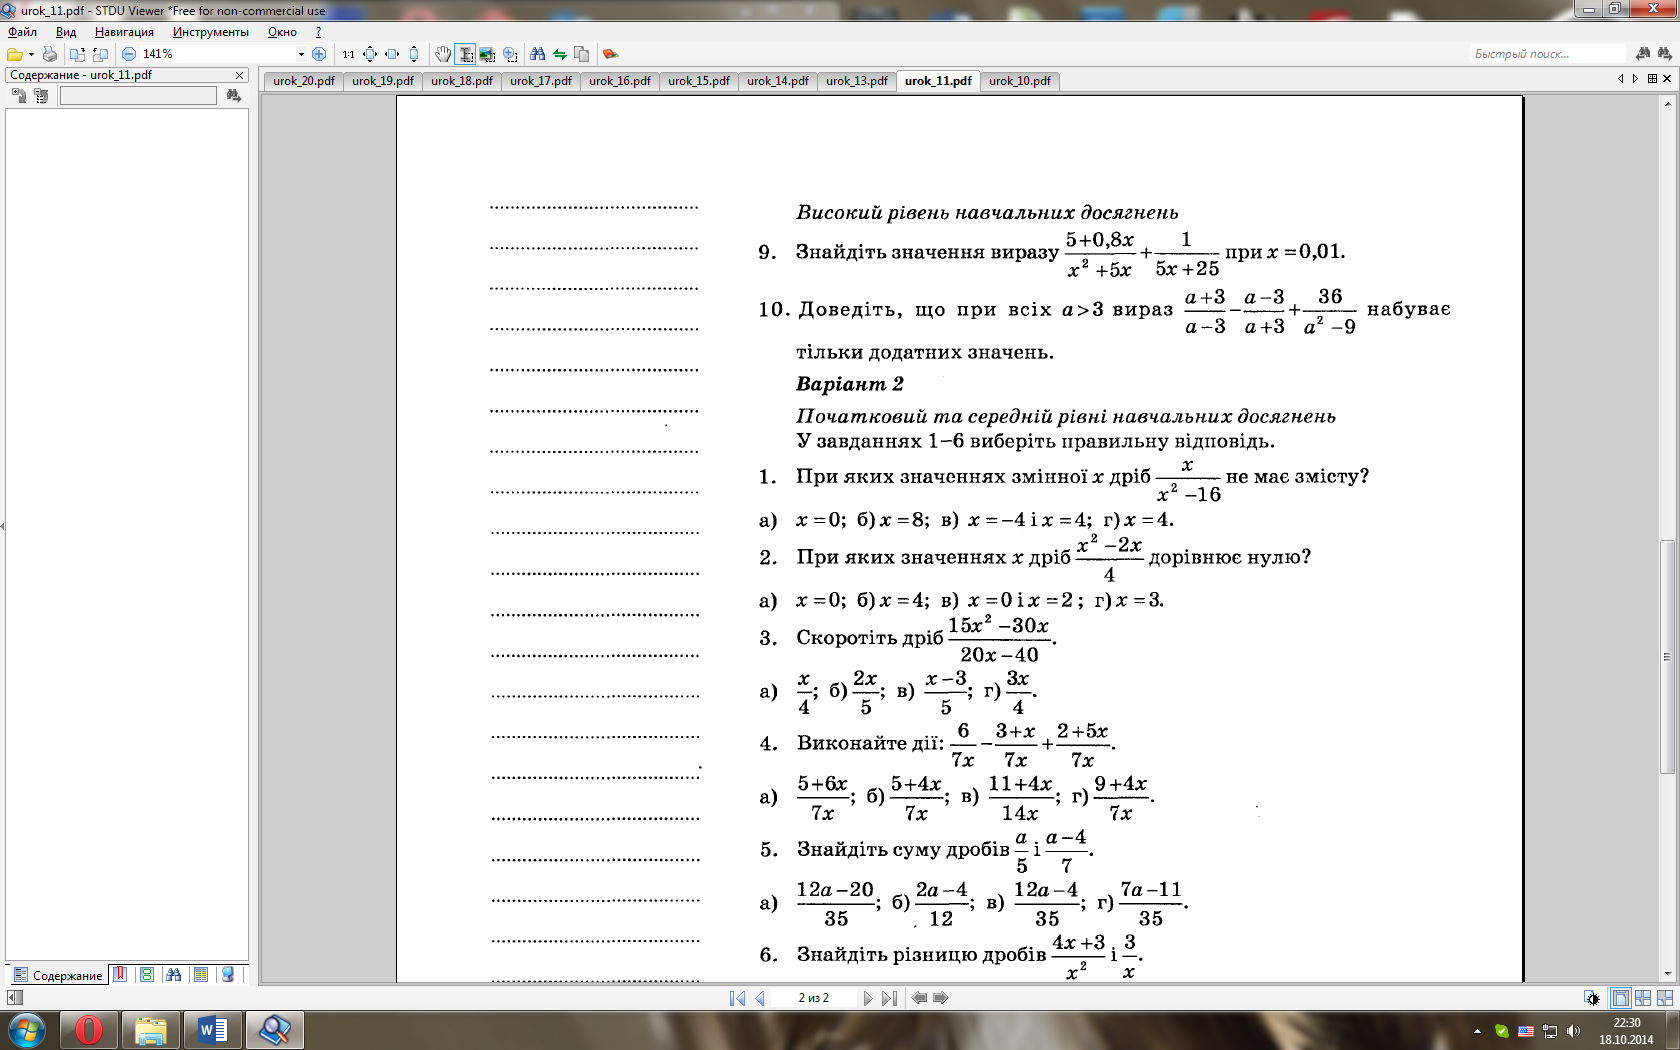 urok_11.pdf - STDU Viewer *Free for non-commercial use
Файл Вид Навигация Инструменты Окно ?
141% 1:1 Быстрый поиск...
Содержание - urok_11.pdf
urok_20.pdf urok_19.pdf urok_18.pdf urok_17.pdf urok_16.pdf urok_15.pdf urok_14.pdf urok_13.pdf urok_11.pdf urok_10.pdf
Високий рівень навчальних досягнень
9. Знайдіть значення виразу (5+0,8x)/(x² +5x) + 1/(5x+25) при x =0,01.
10. Доведіть, що при всіх a>3 вираз (a+3)/(a−3) − (a−3)/(a+3) + 36/(a² −9) набуває
тільки додатних значень.
Варіант 2
Початковий та середній рівні навчальних досягнень
У завданнях 1–6 виберіть правильну відповідь.
1. При яких значеннях змінної x дріб x/(x² −16) не має змісту?
а) x =0; б) x =8; в) x =−4 і x =4; г) x =4.
2. При яких значеннях x дріб (x² −2x)/4 дорівнює нулю?
а) x =0; б) x =4; в) x =0 і x =2; г) x =3.
3. Скоротіть дріб (15x² −30x)/(20x−40).
а) x/4; б) 2x/5; в) (x−3)/5; г) 3x/4.
4. Виконайте дії: 6/7x − (3+x)/7x + (2+5x)/7x.
а) (5+6x)/7x; б) (5+4x)/7x; в) (11+4x)/14x; г) (9+4x)/7x.
5. Знайдіть суму дробів a/5 і (a−4)/7.
а) (12a−20)/35; б) (2a−4)/12; в) (12a−4)/35; г) (7a−11)/35.
6. Знайдіть різницю дробів (4x+3)/x² і 3/x.
Содержание
2 из 2
22:30
18.10.2014